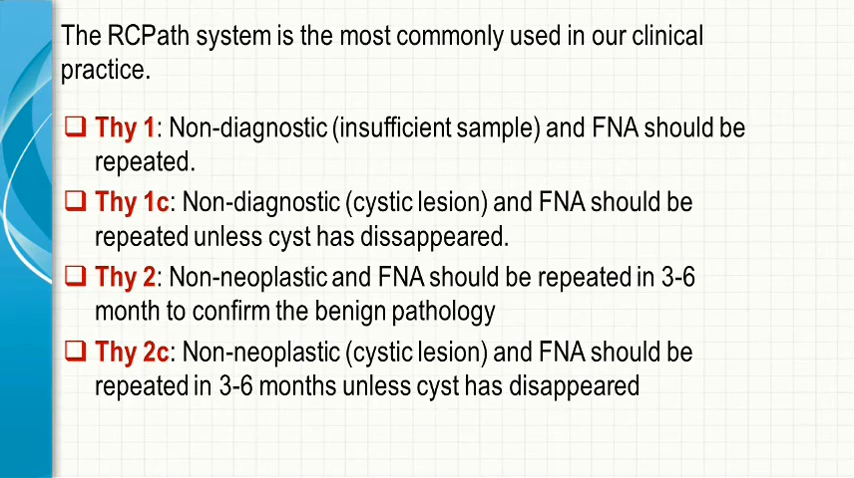 The RCPath system is the most commonly used in our clinical
practice.
Thy 1: Non-diagnostic (insufficient sample) and FNA should be
repeated.
Thy 1c: Non-diagnostic (cystic lesion) and FNA should be
repeated unless cyst has dissappeared.
Thy 2: Non-neoplastic and FNA should be repeated in 3-6
month to confirm the benign pathology
Thy 2c: Non-neoplastic (cystic lesion) and FNA should be
repeated in 3-6 months unless cyst has disappeared